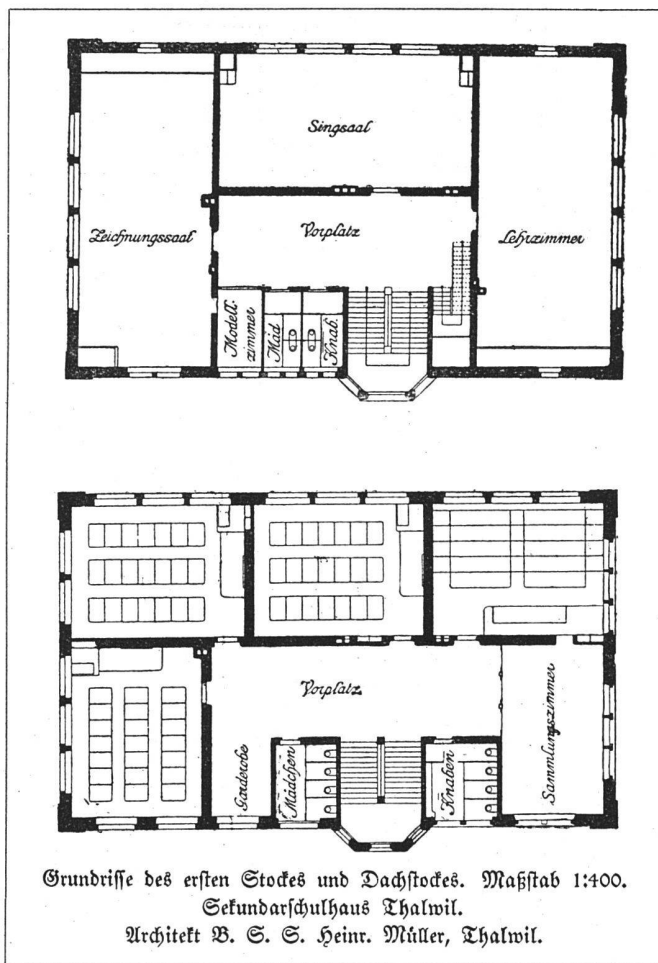 Singsaal
Zeichnungssaal
Vorplatz
Lehrzimmer
Modell-
zimmer
Mäd
Knab.
Vorplatz
Garderobe
Mädchen
Knaben
Sammlungszimmer
Grundrisse des ersten Stockes und Dachstockes. Maßstab 1:400.
Sekundarschulhaus Thalwil.
Architekt B. S. S. Heinr. Müller, Thalwil.